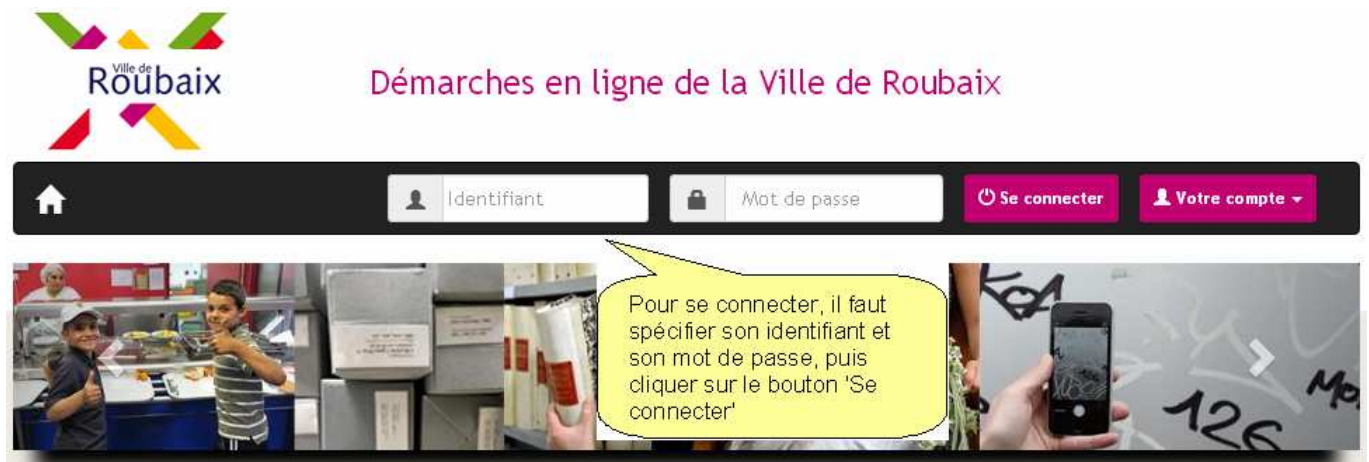 Ville de
Roubaix
Démarches en ligne de la Ville de Roubaix
Identifiant
Mot de passe
Se connecter
Votre compte
Pour se connecter, il faut
spécifier son identifiant et
son mot de passe, puis
cliquer sur le bouton 'Se
connecter'
126